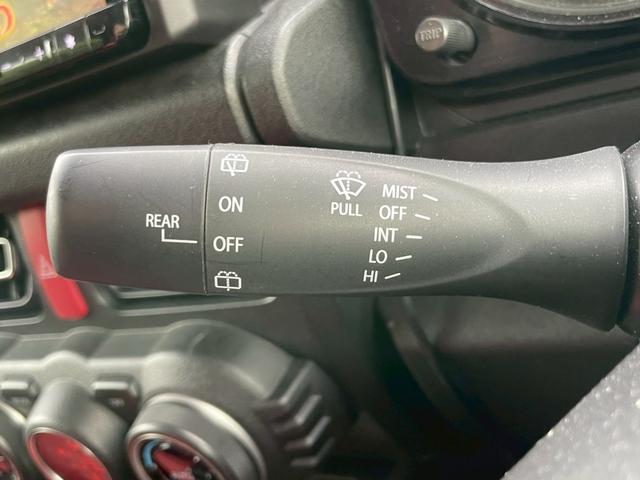 TRIP
REAR
ON
OFF
PULL
MIST
OFF
INT
LO
HI